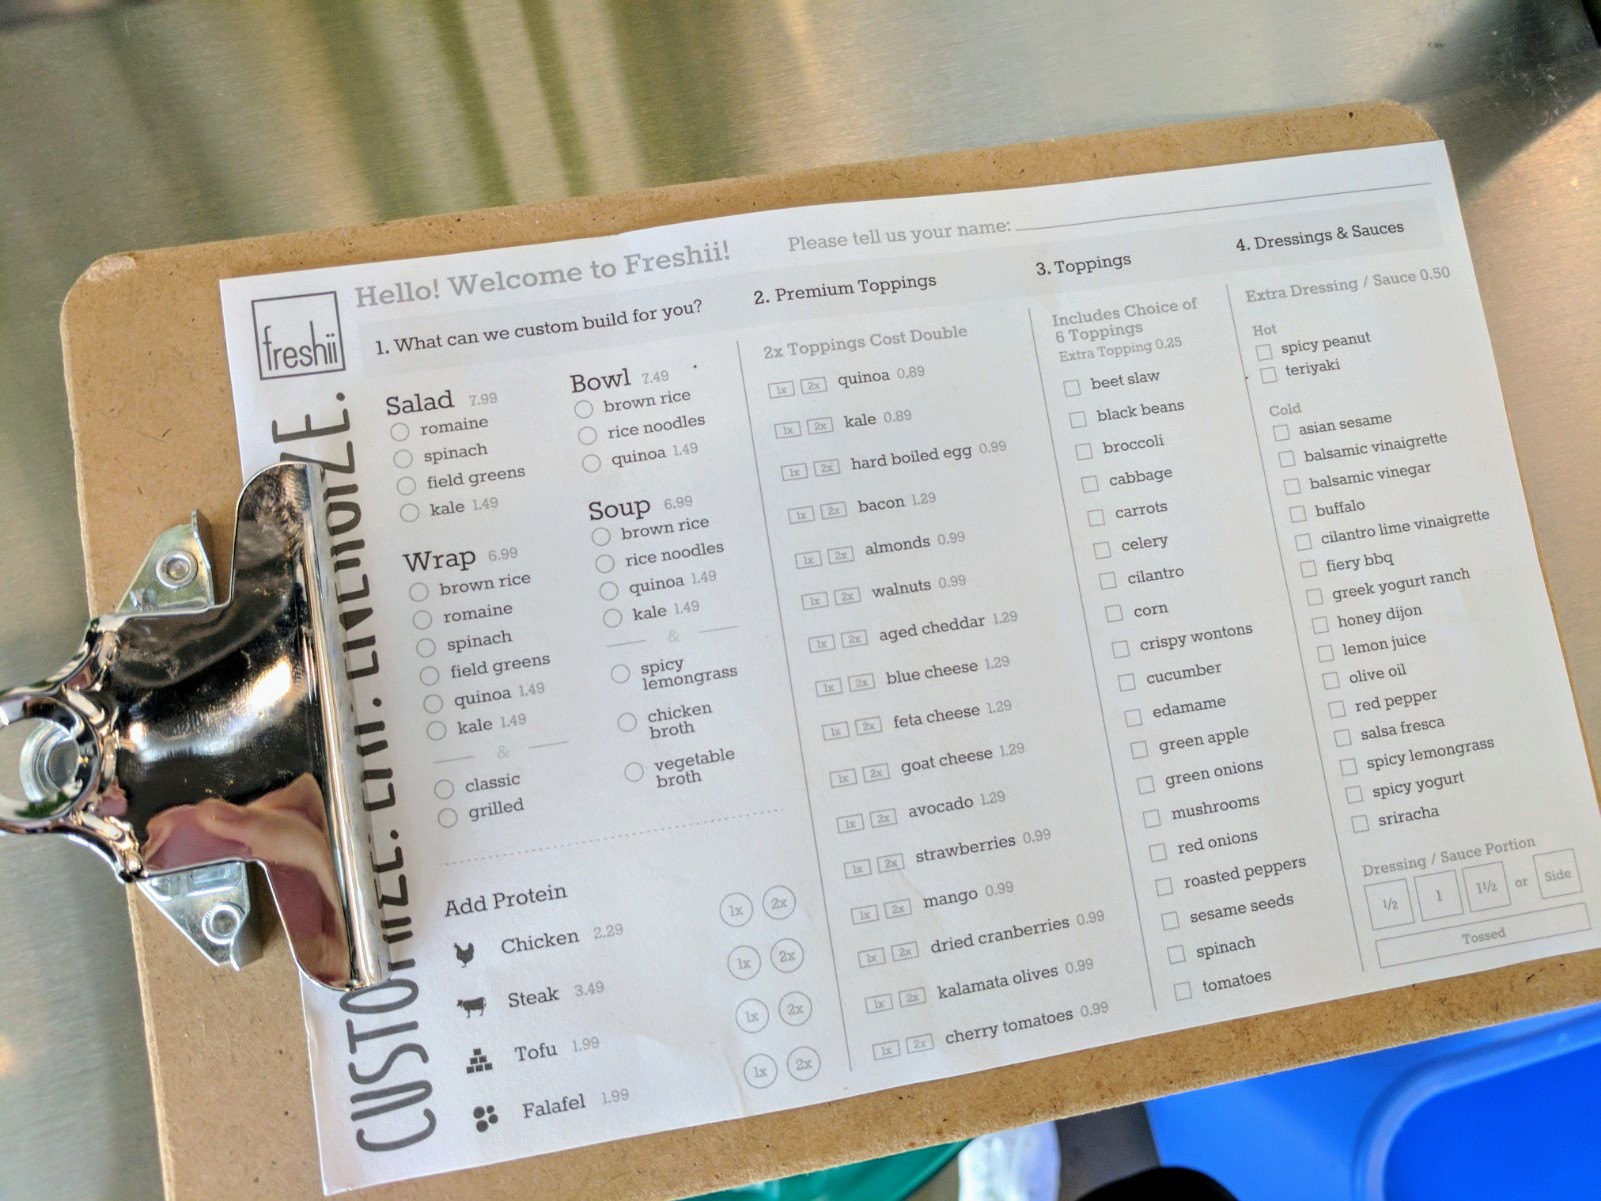 freshii
Hello! Welcome to Freshii!
Please tell us your name:
1. What can we custom build for you?
Salad 7.99
romaine
spinach
field greens
kale 1.49
Wrap 6.99
brown rice
romaine
spinach
field greens
quinoa 1.49
kale 1.49
&
classic
grilled
Bowl 7.49
brown rice
rice noodles
quinoa 1.49
Soup 6.99
brown rice
rice noodles
quinoa 1.49
kale 1.49
&
spicy
lemongrass
chicken
broth
vegetable
broth
Add Protein
Chicken 2.29 1x 2x
Steak 3.49 1x 2x
Tofu 1.99 1x 2x
Falafel 1.99 1x 2x
2. Premium Toppings
2x Toppings Cost Double
1x 2x quinoa 0.89
1x 2x kale 0.89
1x 2x hard boiled egg 0.99
1x 2x bacon 1.29
1x 2x almonds 0.99
1x 2x walnuts 0.99
1x 2x aged cheddar 1.29
1x 2x blue cheese 1.29
1x 2x feta cheese 1.29
1x 2x goat cheese 1.29
1x 2x avocado 1.29
1x 2x strawberries 0.99
1x 2x mango 0.99
1x 2x dried cranberries 0.99
1x 2x kalamata olives 0.99
1x 2x cherry tomatoes 0.99
3. Toppings
Includes Choice of
6 Toppings
Extra Topping 0.25
beet slaw
black beans
broccoli
cabbage
carrots
celery
cilantro
corn
crispy wontons
cucumber
edamame
green apple
green onions
mushrooms
red onions
roasted peppers
sesame seeds
spinach
tomatoes
4. Dressings & Sauces
Extra Dressing / Sauce 0.50
Hot
spicy peanut
teriyaki
Cold
asian sesame
balsamic vinaigrette
balsamic vinegar
buffalo
cilantro lime vinaigrette
fiery bbq
greek yogurt ranch
honey dijon
lemon juice
olive oil
red pepper
salsa fresca
spicy lemongrass
spicy yogurt
sriracha
Dressing / Sauce Portion
½ 1 1½ or Side
Tossed
CUSTOMIZE. EAT. ENERGIZE.